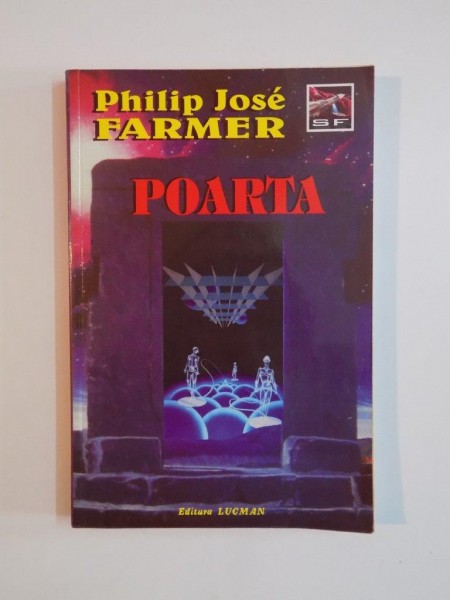 Philip José
FARMER
SF
POARTA
Editura LUCMAN